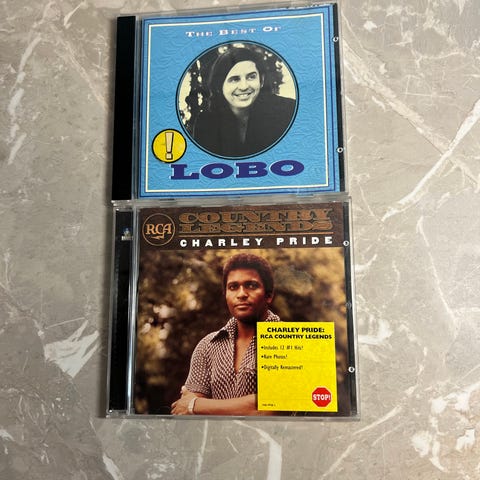 THE BEST OF
!
LOBO
RCA
COUNTRY
LEGENDS
CHARLEY PRIDE
CHARLEY PRIDE:
RCA COUNTRY LEGENDS
•Includes 12 #1 Hits!
•Rare Photos!
•Digitally Remastered!
STOP!